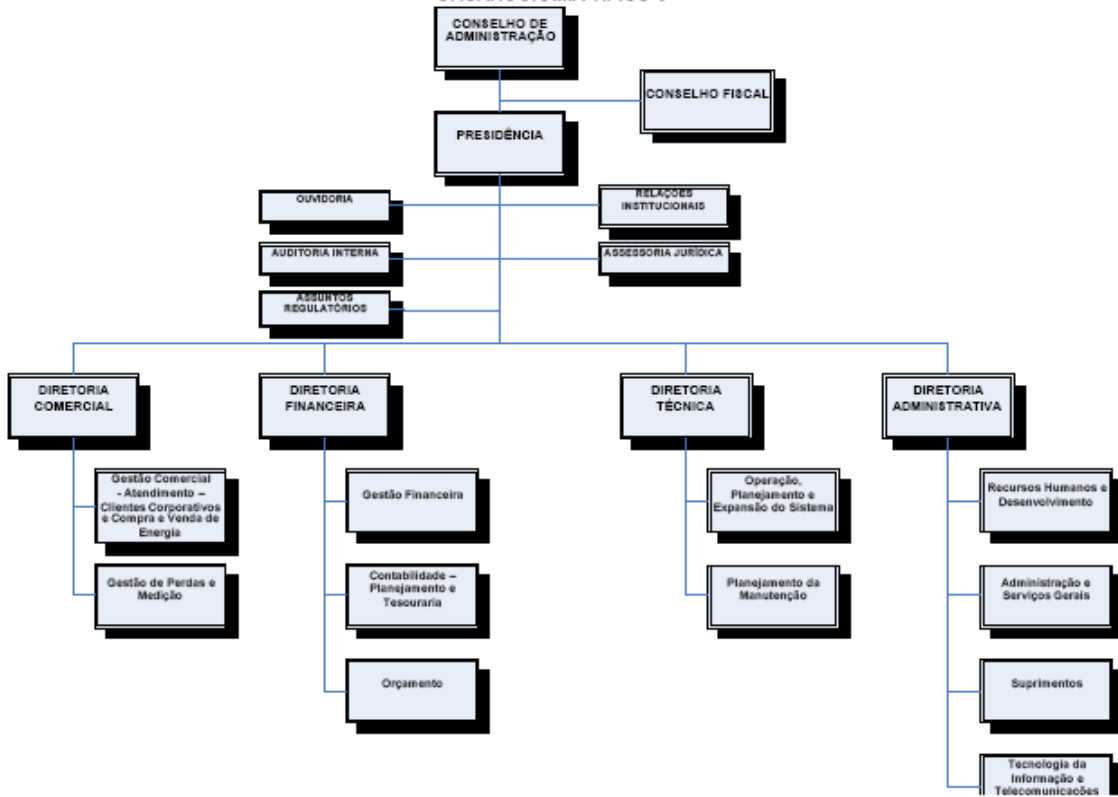 CONSELHO DE
ADMINISTRAÇÃO
CONSELHO FISCAL
PRESIDÊNCIA
OUVIDORIA
RELAÇÕES
INSTITUCIONAIS
AUDITORIA INTERNA
ASSESSORIA JURÍDICA
ASSUNTOS
REGULATÓRIOS
DIRETORIA
COMERCIAL
DIRETORIA
FINANCEIRA
DIRETORIA
TÉCNICA
DIRETORIA
ADMINISTRATIVA
Gestão Comercial
- Atendimento –
Clientes Corporativos
e Compra e Venda de
Energia
Gestão de Perdas e
Medição
Gestão Financeira
Contabilidade –
Planejamento e
Tesouraria
Orçamento
Operação,
Planejamento e
Expansão do Sistema
Planejamento da
Manutenção
Recursos Humanos e
Desenvolvimento
Administração e
Serviços Gerais
Suprimentos
Tecnologia da
Informação e
Telecomunicações